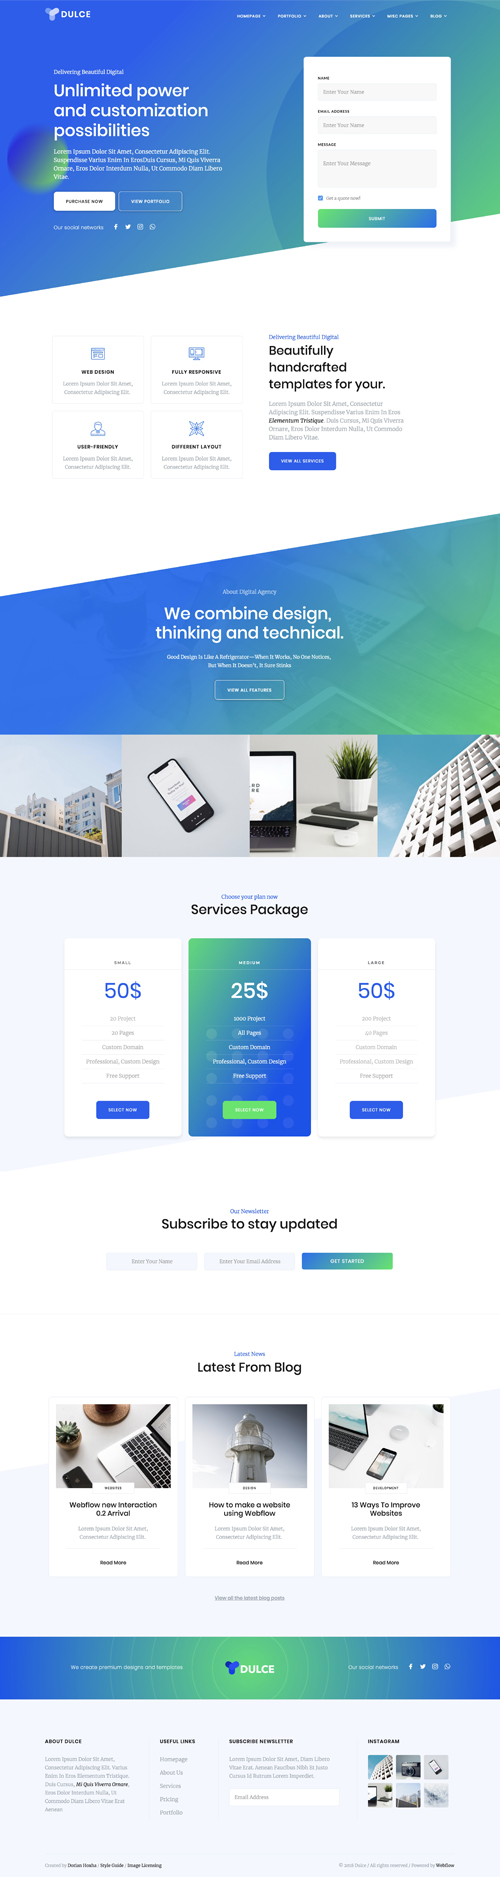 DULCE
HOMEPAGE
PORTFOLIO
ABOUT
SERVICES
MISC PAGES
BLOG
Delivering Beautiful Digital
Unlimited power
and customization
possibilities
Lorem Ipsum Dolor Sit Amet, Consectetur Adipiscing Elit.
Suspendisse Varius Enim In ErosDuis Cursus, Mi Quis Viverra
Ornare, Eros Dolor Interdum Nulla, Ut Commodo Diam Libero
Vitae.
PURCHASE NOW
VIEW PORTFOLIO
Our social networks
NAME
Enter Your Name
EMAIL ADDRESS
Enter Your Name
MESSAGE
Enter Your Message
Get a quote now?
SUBMIT
WEB DESIGN
Lorem Ipsum Dolor Sit Amet,
Consectetur Adipiscing Elit.
FULLY RESPONSIVE
Lorem Ipsum Dolor Sit Amet,
Consectetur Adipiscing Elit.
USER-FRIENDLY
Lorem Ipsum Dolor Sit Amet,
Consectetur Adipiscing Elit.
DIFFERENT LAYOUT
Lorem Ipsum Dolor Sit Amet,
Consectetur Adipiscing Elit.
Delivering Beautiful Digital
Beautifully
handcrafted
templates for your.
Lorem Ipsum Dolor Sit Amet, Consectetur
Adipiscing Elit. Suspendisse Varius Enim In Eros
Elementum Tristique. Duis Cursus, Mi Quis Viverra
Ornare, Eros Dolor Interdum Nulla, Ut Commodo
Diam Libero Vitae.
VIEW ALL SERVICES
About Digital Agency
We combine design,
thinking and technical.
Good Design Is Like A Refrigerator—When It Works, No One Notices,
But When It Doesn't, It Sure Stinks
VIEW ALL FEATURES
Choose your plan now
Services Package
SMALL
50$
20 Project
20 Pages
Custom Domain
Professional, Custom Design
Free Support
SELECT NOW
MEDIUM
25$
1000 Project
All Pages
Custom Domain
Professional, Custom Design
Free Support
SELECT NOW
LARGE
50$
200 Project
40 Pages
Custom Domain
Professional, Custom Design
Free Support
SELECT NOW
Our Newsletter
Subscribe to stay updated
Enter Your Name
Enter Your Email Address
GET STARTED
Latest News
Latest From Blog
WEBSITES
Webflow new Interaction
0.2 Arrival
Lorem Ipsum Dolor Sit Amet,
Consectetur Adipiscing Elit.
Read More
DESIGN
How to make a website
using Webflow
Lorem Ipsum Dolor Sit Amet,
Consectetur Adipiscing Elit.
Read More
DEVELOPMENT
13 Ways To Improve
Websites
Lorem Ipsum Dolor Sit Amet,
Consectetur Adipiscing Elit.
Read More
View all the latest blog posts
We create premium designs and templates
DULCE
Our social networks
ABOUT DULCE
Lorem Ipsum Dolor Sit Amet,
Consectetur Adipiscing Elit. Varius
Enim In Eros Elementum Tristique.
Duis Cursus, Mi Quis Viverra Ornare,
Eros Dolor Interdum Nulla, Ut
Commodo Diam Libero Vitae Erat
Aenean
USEFUL LINKS
Homepage
About Us
Services
Pricing
Portfolio
SUBSCRIBE NEWSLETTER
Lorem Ipsum Dolor Sit Amet, Diam Libero
Vitae Erat. Aenean Faucibus Nibh Et Justo
Cursus Id Rutrum Lorem Imperdiet.
Email Address
INSTAGRAM
Created by Dorian Hoxha / Style Guide / Image Licensing
© 2018 Dulce / All rights reserved / Powered by Webflow